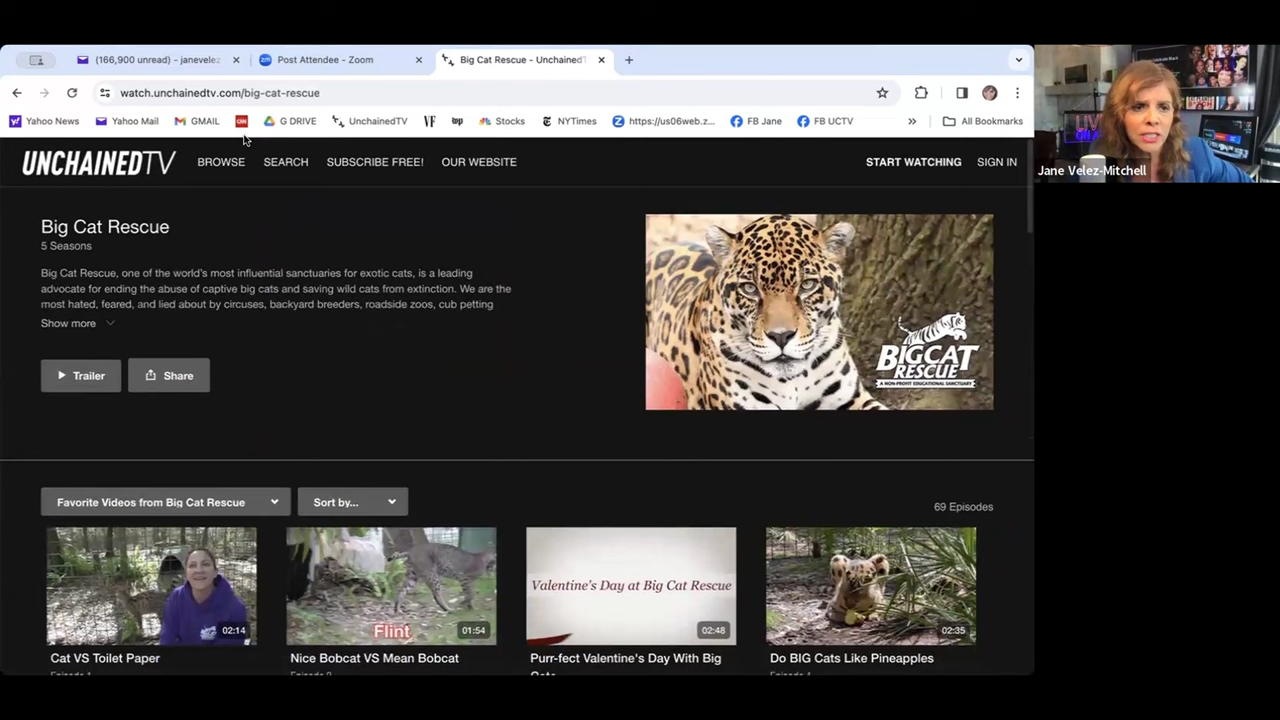 (166,900 unread) - janevelez
Post Attendee - Zoom
Big Cat Rescue - UnchainedT
watch.unchainedtv.com/big-cat-rescue
Yahoo News
Yahoo Mail
GMAIL
CNN
G DRIVE
UnchainedTV
VF
wp
Stocks
NYTimes
https://us06web.z...
FB Jane
FB UCTV
All Bookmarks
UNCHAINEDTV
BROWSE
SEARCH
SUBSCRIBE FREE!
OUR WEBSITE
START WATCHING
SIGN IN
Jane Velez-Mitchell
Big Cat Rescue
5 Seasons
Big Cat Rescue, one of the world's most influential sanctuaries for exotic cats, is a leading
advocate for ending the abuse of captive big cats and saving wild cats from extinction. We are the
most hated, feared, and lied about by circuses, backyard breeders, roadside zoos, cub petting
Show more
Trailer
Share
BIGCAT
RESCUE
A NON-PROFIT EDUCATIONAL SANCTUARY
Favorite Videos from Big Cat Rescue
Sort by...
69 Episodes
02:14
Flint
01:54
Valentine's Day at Big Cat Rescue
02:48
02:35
Cat VS Toilet Paper
Nice Bobcat VS Mean Bobcat
Purr-fect Valentine's Day With Big
Do BIG Cats Like Pineapples